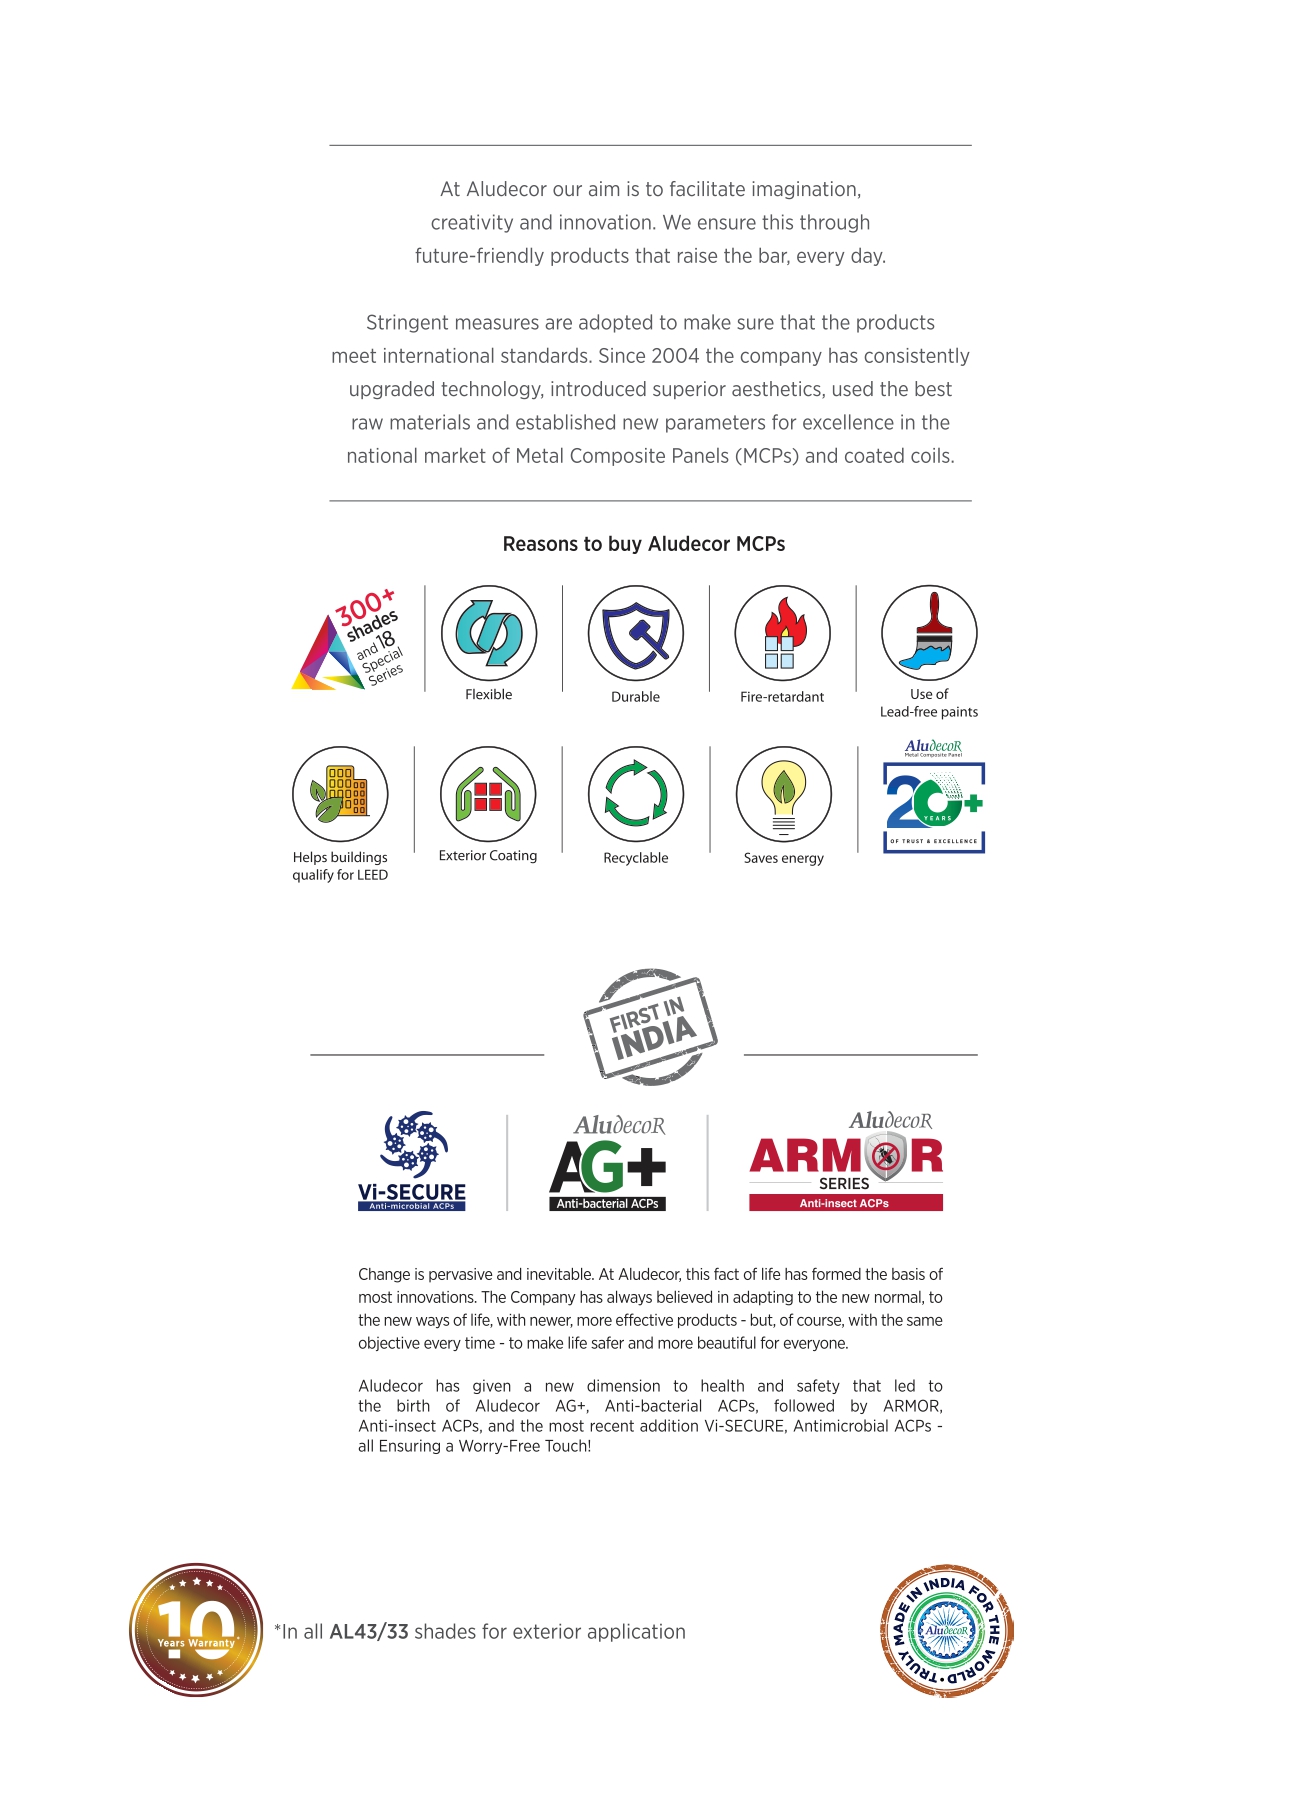 At Aludecor our aim is to facilitate imagination,
creativity and innovation. We ensure this through
future-friendly products that raise the bar, every day.
Stringent measures are adopted to make sure that the products
meet international standards. Since 2004 the company has consistently
upgraded technology, introduced superior aesthetics, used the best
raw materials and established new parameters for excellence in the
national market of Metal Composite Panels (MCPs) and coated coils.
Reasons to buy Aludecor MCPs
300+
shades
and 18
Special
Series
Flexible
Durable
Fire-retardant
Use of
Lead-free paints
Helps buildings
qualify for LEED
Exterior Coating
Recyclable
Saves energy
AludecoR
Metal Composite Panel
20+
YEARS
OF TRUST & EXCELLENCE
FIRST IN
INDIA
Vi-SECURE
Anti-microbial ACPs
AludecoR
AG+
Anti-bacterial ACPs
AludecoR
ARMOR
SERIES
Anti-insect ACPs
Change is pervasive and inevitable. At Aludecor, this fact of life has formed the basis of
most innovations. The Company has always believed in adapting to the new normal, to
the new ways of life, with newer, more effective products - but, of course, with the same
objective every time - to make life safer and more beautiful for everyone.
Aludecor has given a new dimension to health and safety that led to
the birth of Aludecor AG+, Anti-bacterial ACPs, followed by ARMOR,
Anti-insect ACPs, and the most recent addition Vi-SECURE, Antimicrobial ACPs -
all Ensuring a Worry-Free Touch!
10
Years Warranty*
*In all AL43/33 shades for exterior application
TRULY MADE IN INDIA FOR THE WORLD •
AludecoR